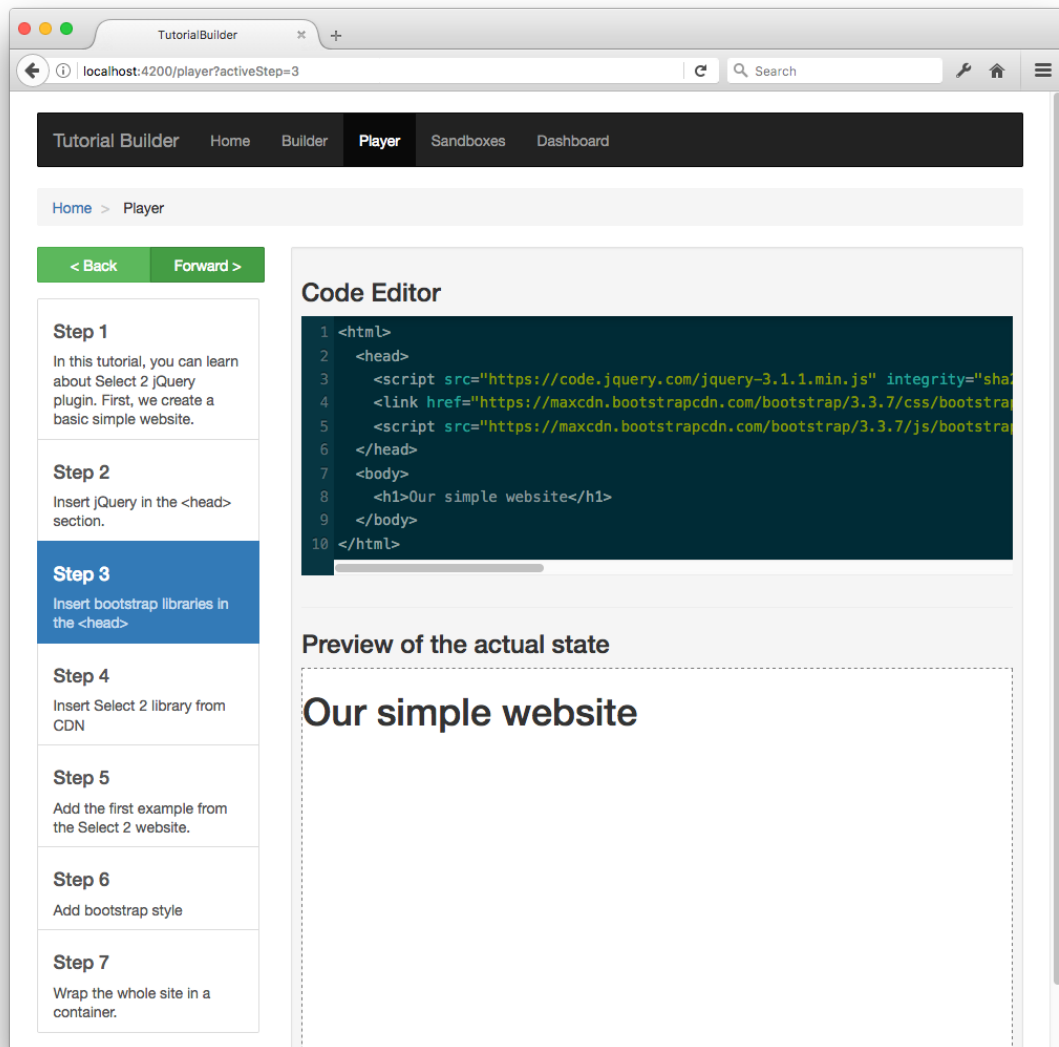 TutorialBuilder
localhost:4200/player?activeStep=3
Search
Tutorial Builder Home Builder Player Sandboxes Dashboard
Home > Player
< Back Forward >
Step 1
In this tutorial, you can learn
about Select 2 jQuery
plugin. First, we create a
basic simple website.
Step 2
Insert jQuery in the <head>
section.
Step 3
Insert bootstrap libraries in
the <head>
Step 4
Insert Select 2 library from
CDN
Step 5
Add the first example from
the Select 2 website.
Step 6
Add bootstrap style
Step 7
Wrap the whole site in a
container.
Code Editor
1 <html>
2 <head>
3 <script src="https://code.jquery.com/jquery-3.1.1.min.js" integrity="sha2
4 <link href="https://maxcdn.bootstrapcdn.com/bootstrap/3.3.7/css/bootstrap
5 <script src="https://maxcdn.bootstrapcdn.com/bootstrap/3.3.7/js/bootstrap
6 </head>
7 <body>
8 <h1>Our simple website</h1>
9 </body>
10 </html>
Preview of the actual state
Our simple website